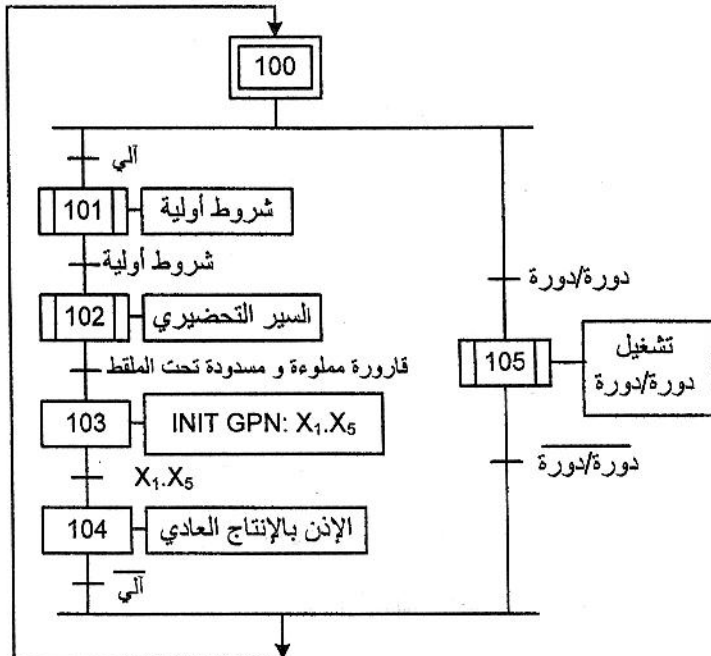 100
آلي
101
شروط أولية
شروط أولية
102
السير التحضيري
قارورة مملوءة و مسدودة تحت الملقط
103
INIT GPN: X₁.X₅
X₁.X₅
104
الإذن بالإنتاج العادي
آلي
دورة/دورة
105
تشغيل
دورة/دورة
دورة/دورة